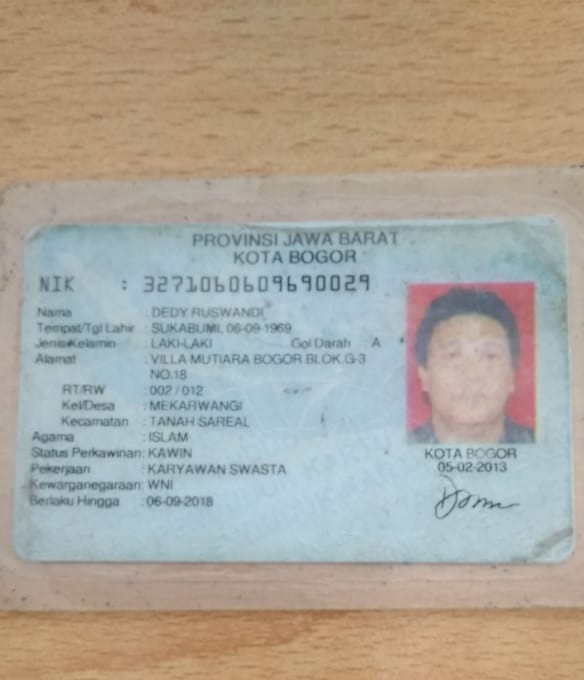 PROVINSI JAWA BARAT
KOTA BOGOR
NIK : 3271060609690029
Nama : DEDY RUSWANDI
Tempat/Tgl Lahir : SUKABUMI, 06-09-1969
Jenis Kelamin : LAKI-LAKI Gol Darah A
Alamat : VILLA MUTIARA BOGOR BLOK.G-3
NO.18
RT/RW : 002 / 012
Kel/Desa : MEKARWANGI
Kecamatan : TANAH SAREAL
Agama : ISLAM
Status Perkawinan: KAWIN
Pekerjaan : KARYAWAN SWASTA
Kewarganegaraan: WNI
Berlaku Hingga : 06-09-2018
KOTA BOGOR
05-02-2013